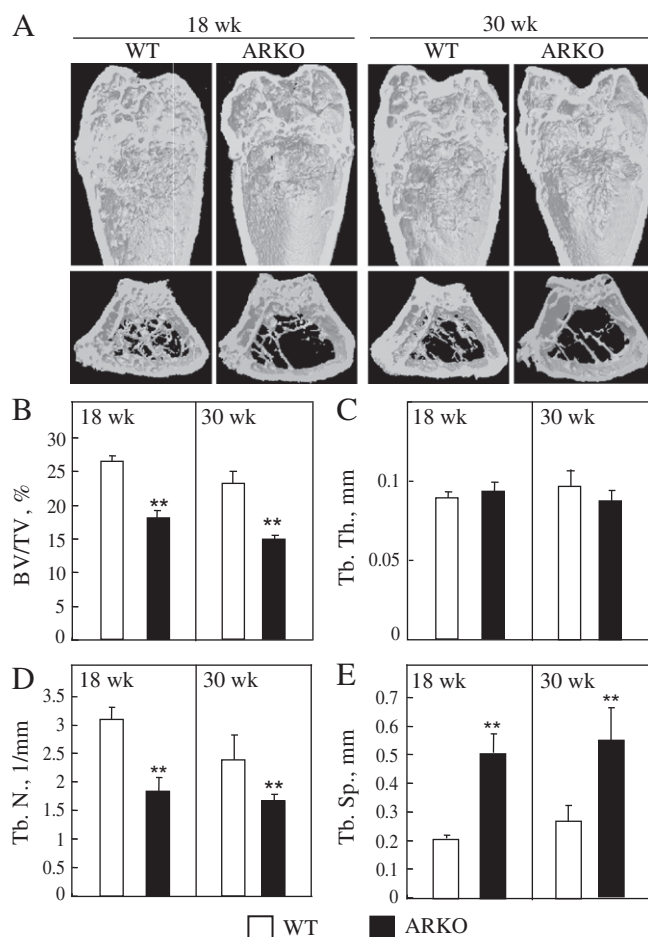 A
18 wk
30 wk
WT
ARKO
WT
ARKO
B
18 wk
30 wk
BV/TV, %
30
25
20
15
10
5
0
**
**
C
18 wk
30 wk
Tb. Th., mm
0.1
0.05
0
D
18 wk
30 wk
Tb. N., 1/mm
3.5
3
2.5
2
1.5
1
0.5
0
**
**
E
18 wk
30 wk
Tb. Sp., mm
0.7
0.6
0.5
0.4
0.3
0.2
0.2
0
**
**
WT
ARKO